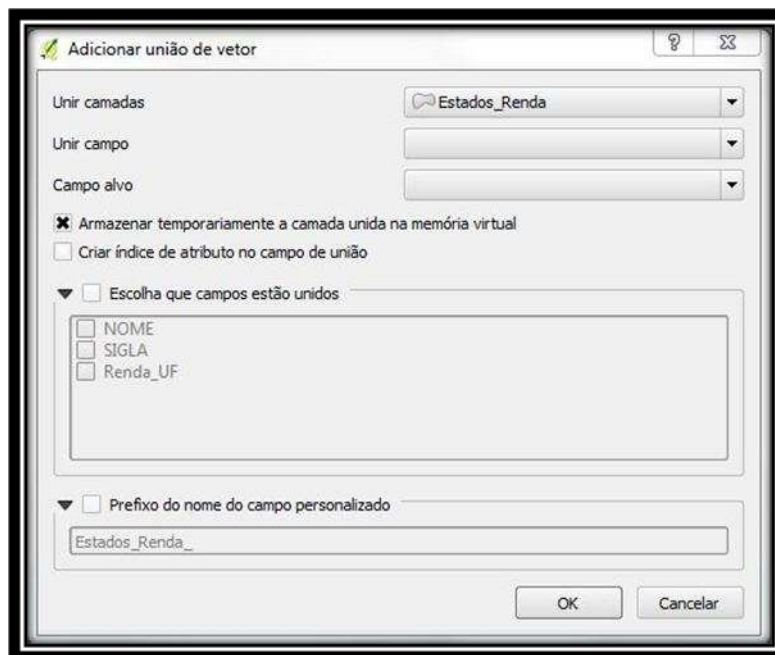 Adicionar união de vetor
Unir camadas Estados_Renda
Unir campo
Campo alvo
Armazenar temporariamente a camada unida na memória virtual
Criar índice de atributo no campo de união
Escolha que campos estão unidos
NOME
SIGLA
Renda_UF
Prefixo do nome do campo personalizado
Estados_Renda_
OK Cancelar